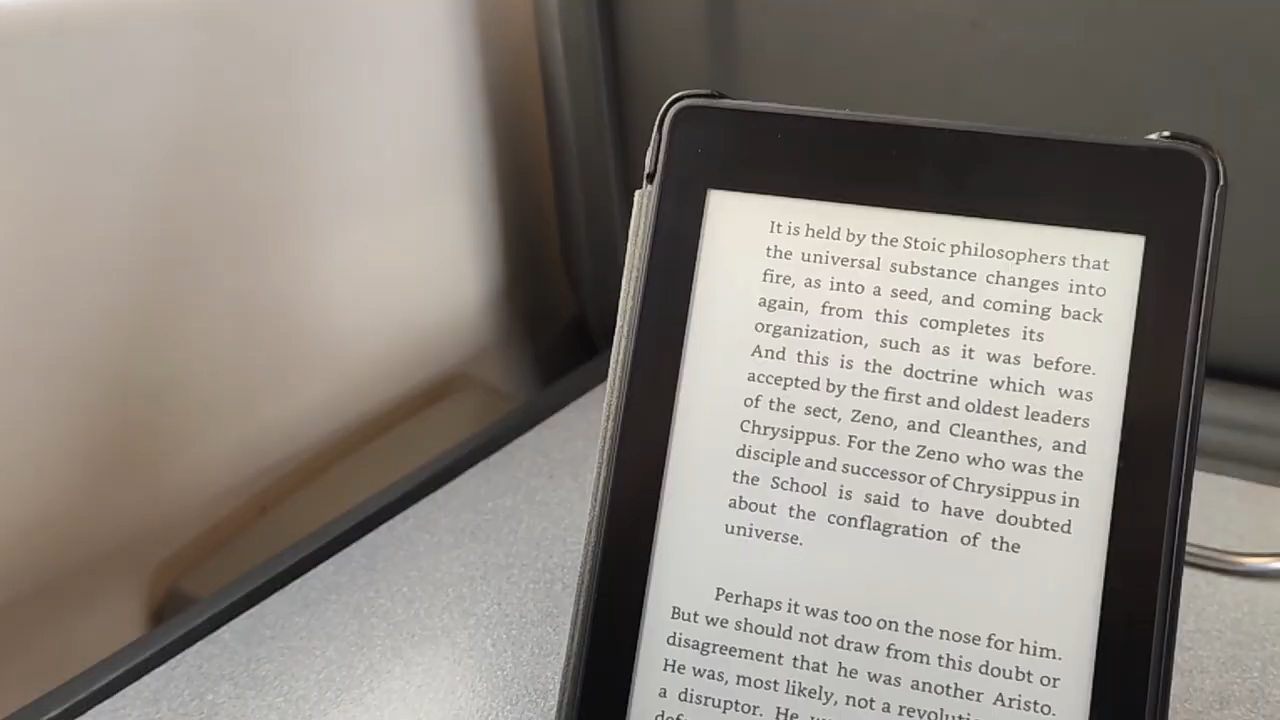 It is held by the Stoic philosophers that
the universal substance changes into
fire, as into a seed, and coming back
again, from this completes its
organization, such as it was before.
And this is the doctrine which was
accepted by the first and oldest leaders
of the sect, Zeno, and Cleanthes, and
Chrysippus. For the Zeno who was the
disciple and successor of Chrysippus in
the School is said to have doubted
about the conflagration of the
universe.
Perhaps it was too on the nose for him.
But we should not draw from this doubt or
disagreement that he was another Aristo.
He was, most likely, not a
a disruptor. He